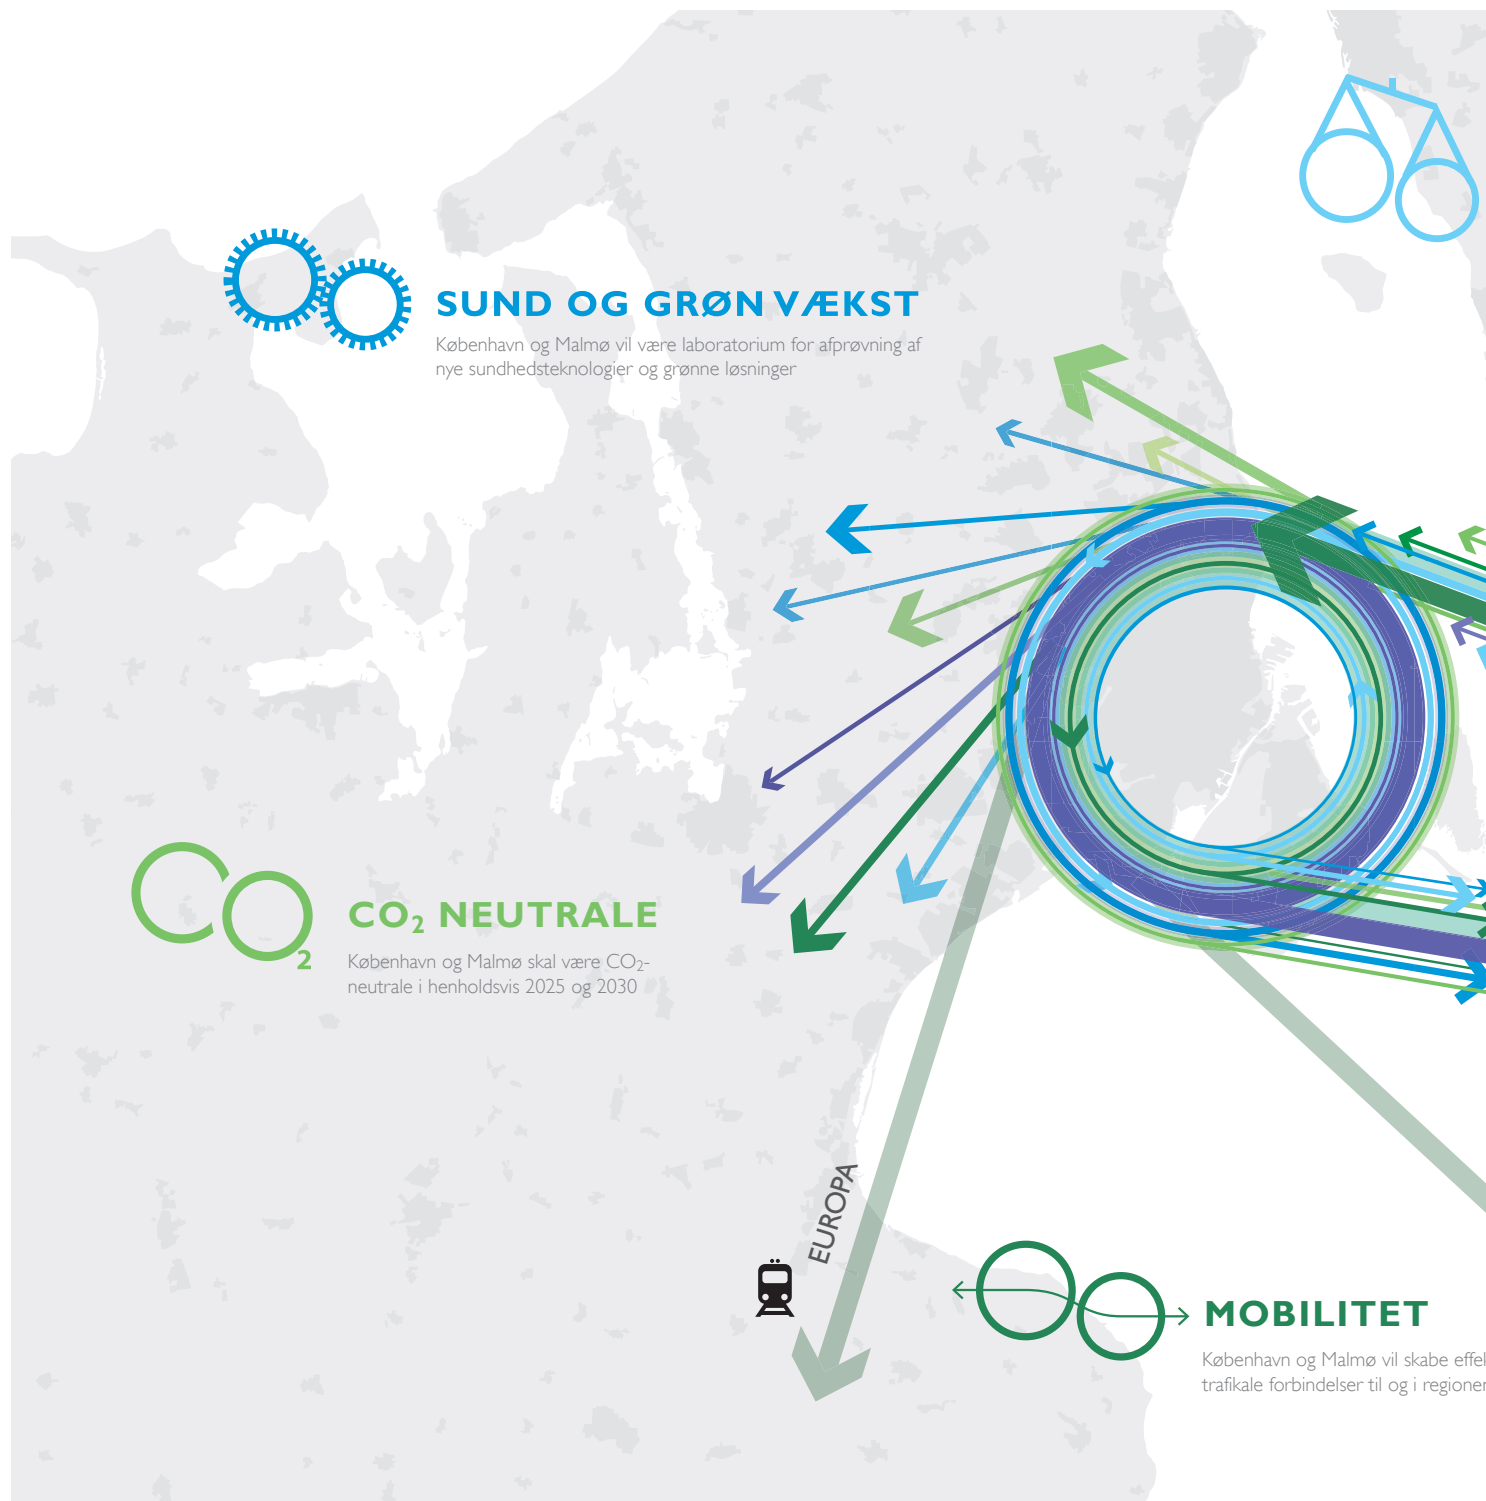 SUND OG GRØN VÆKST
København og Malmø vil være laboratorium for afprøvning af
nye sundhedsteknologier og grønne løsninger
2
CO₂ NEUTRALE
København og Malmø skal være CO₂-
neutrale i henholdsvis 2025 og 2030
EUROPA
MOBILITET
København og Malmø vil skabe
trafikale forbindelser til og i